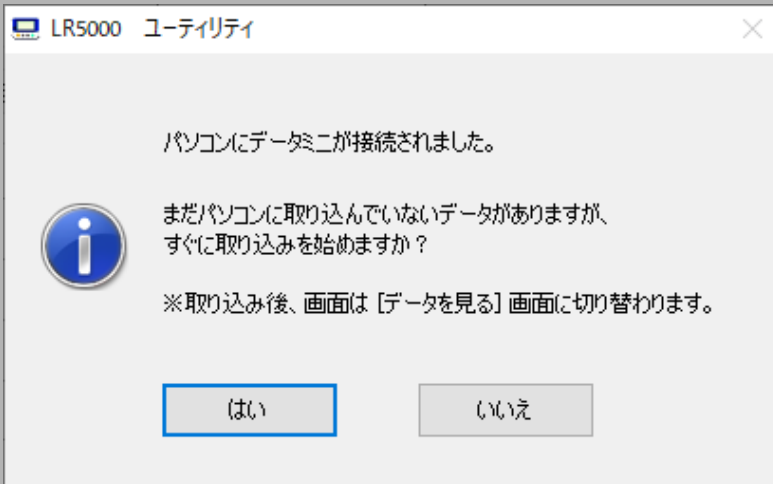 LR5000 ユーティリティ
パソコンにデータミニが接続されました。
まだパソコンに取り込んでいないデータがありますが、
すぐに取り込みを始めますか？
※取り込み後、画面は [データを見る] 画面に切り替わります。
はい
いいえ